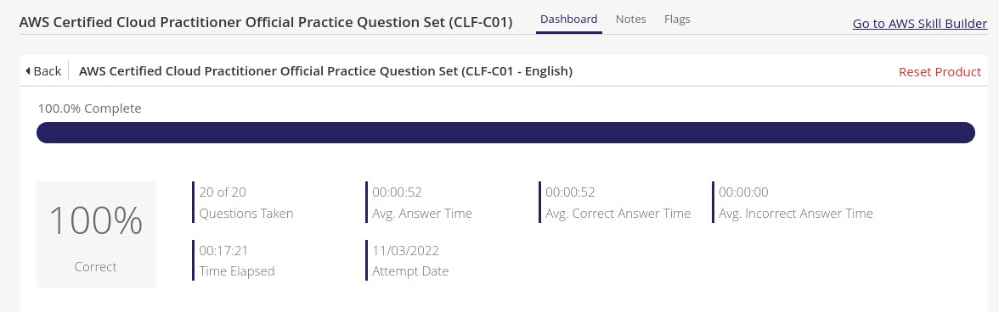 AWS Certified Cloud Practitioner Official Practice Question Set (CLF-C01) Dashboard Notes Flags Go to AWS Skill Builder
Back AWS Certified Cloud Practitioner Official Practice Question Set (CLF-C01 - English) Reset Product
100.0% Complete
100%
Correct
20 of 20
Questions Taken
00:00:52
Avg. Answer Time
00:00:52
Avg. Correct Answer Time
00:00:00
Avg. Incorrect Answer Time
00:17:21
Time Elapsed
11/03/2022
Attempt Date